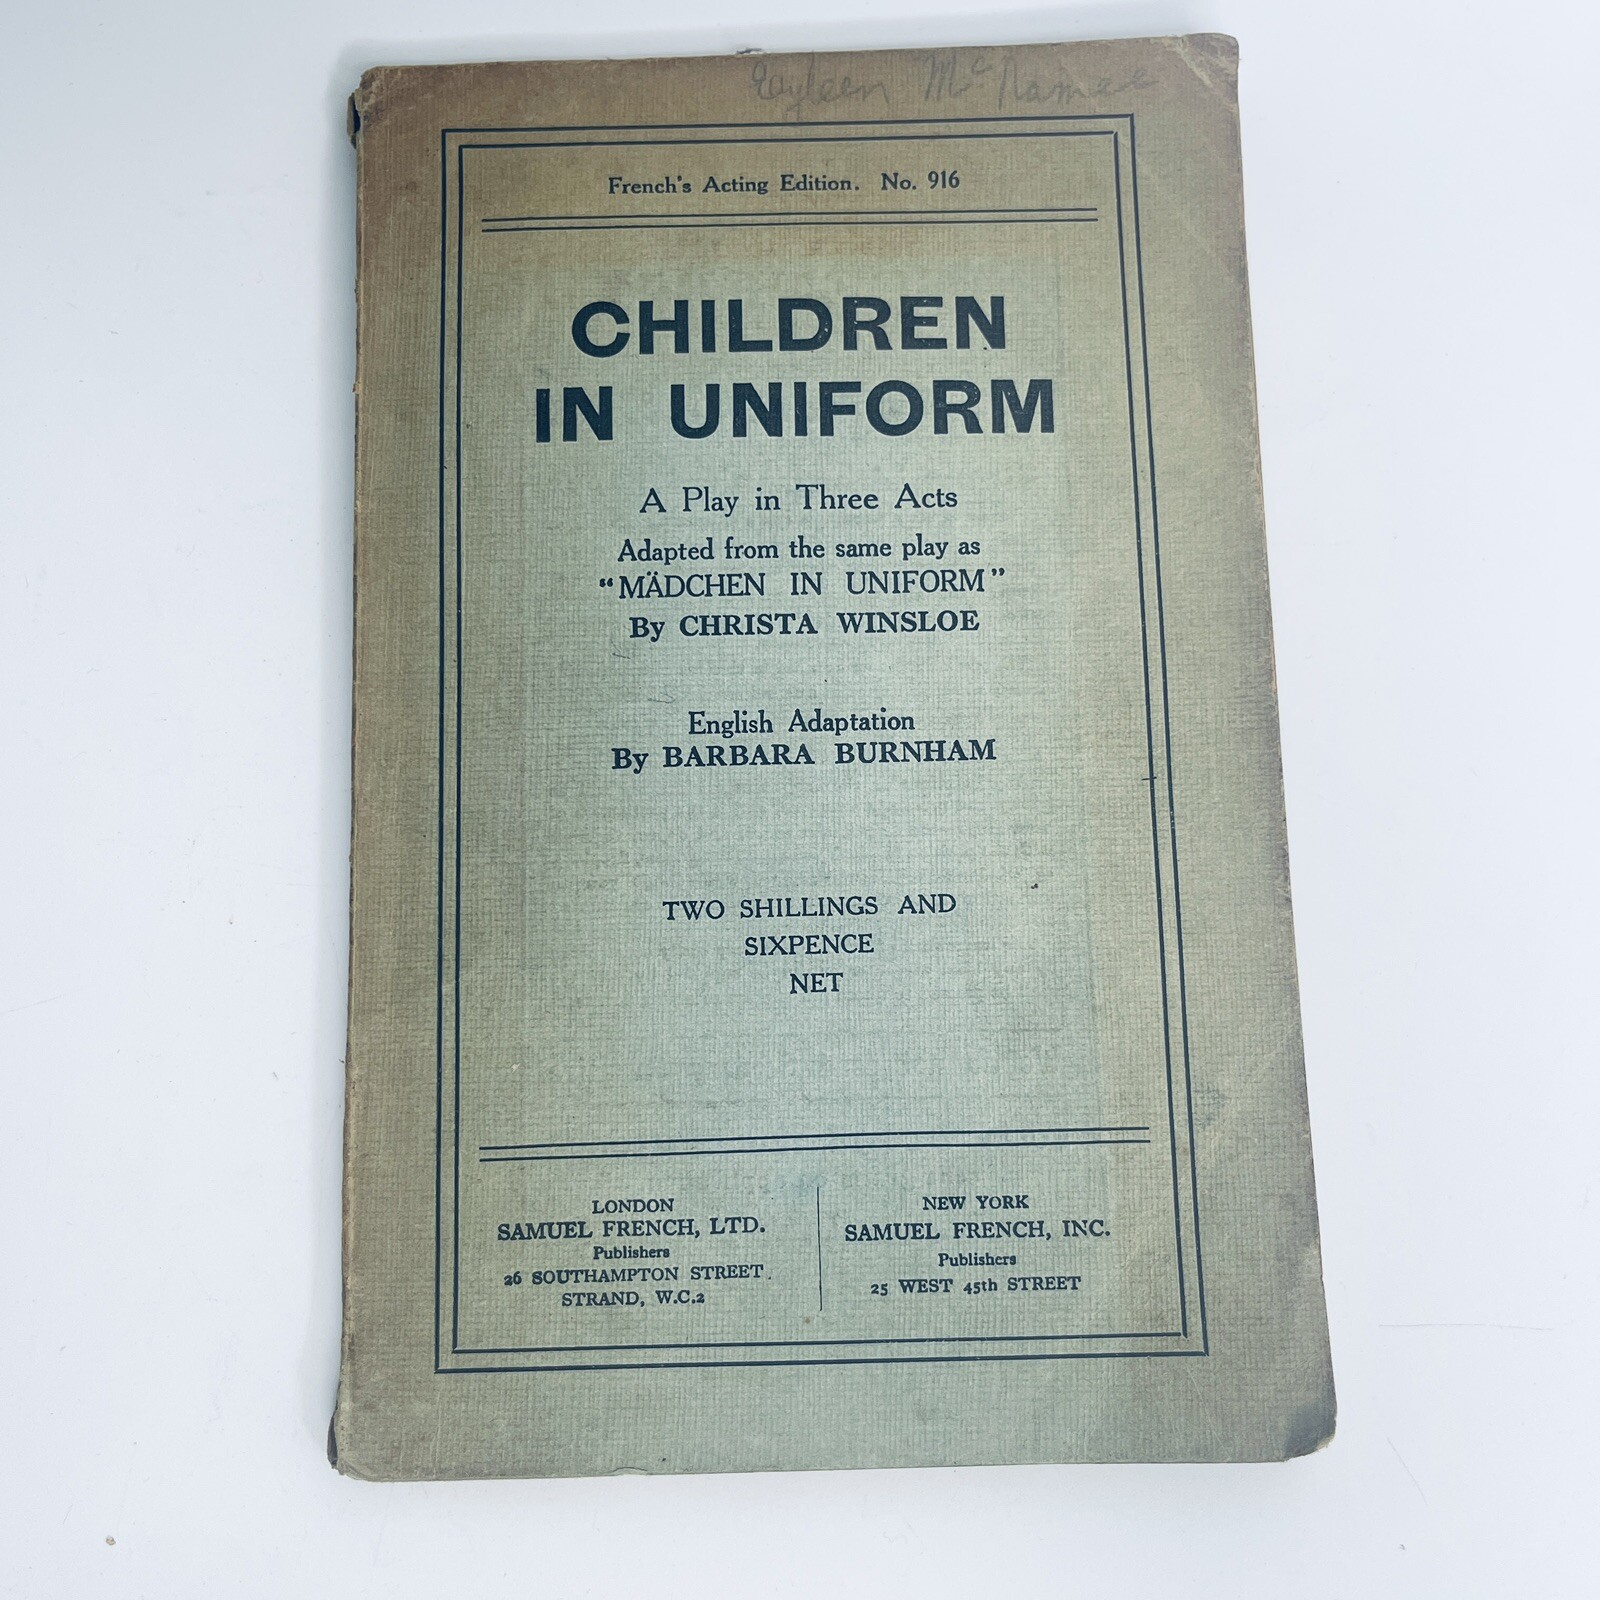 Eyleen McNamee
French's Acting Edition. No. 916
CHILDREN
IN UNIFORM
A Play in Three Acts
Adapted from the same play as
“MÄDCHEN IN UNIFORM”
By CHRISTA WINSLOE
English Adaptation
By BARBARA BURNHAM
TWO SHILLINGS AND
SIXPENCE
NET
LONDON
SAMUEL FRENCH, LTD.
Publishers
26 SOUTHAMPTON STREET
STRAND, W.C.2
NEW YORK
SAMUEL FRENCH, INC.
Publishers
25 WEST 45th STREET